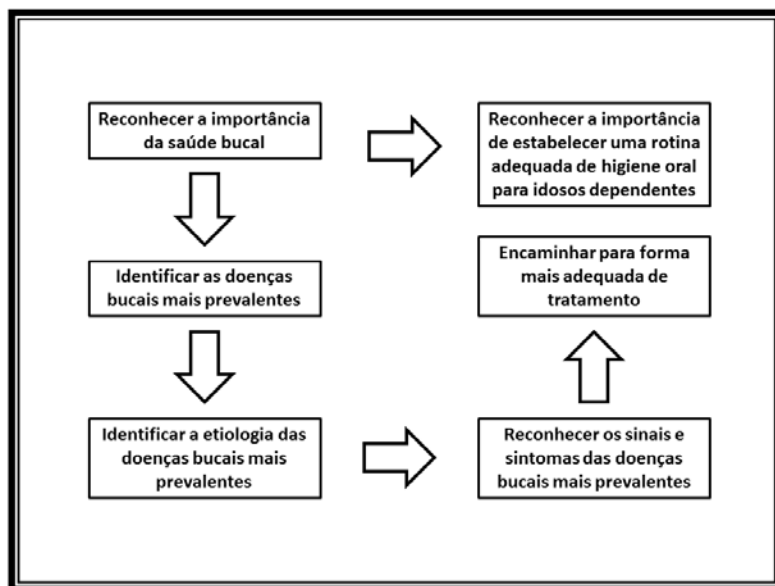 Reconhecer a importância
da saúde bucal
Reconhecer a importância
de estabelecer uma rotina
adequada de higiene oral
para idosos dependentes
Identificar as doenças
bucais mais prevalentes
Encaminhar para forma
mais adequada de
tratamento
Identificar a etiologia das
doenças bucais mais
prevalentes
Reconhecer os sinais e
sintomas das doenças
bucais mais prevalentes